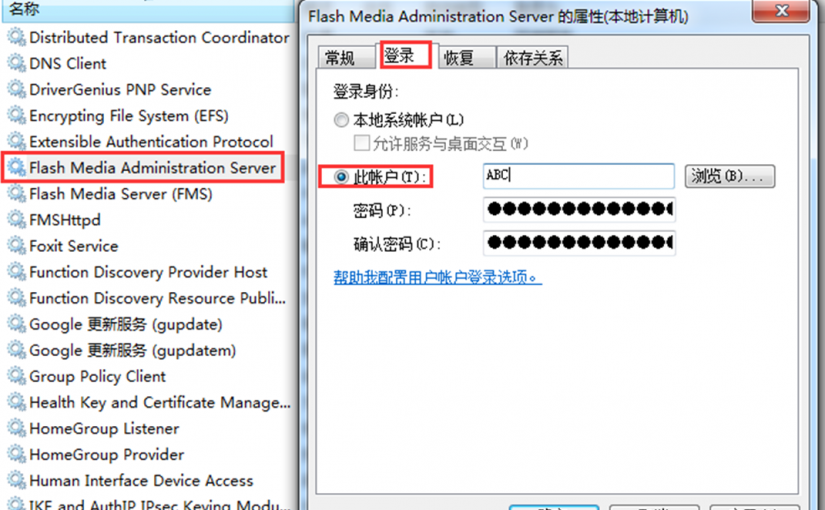 名称
Distributed Transaction Coordinator
DNS Client
DriverGenius PNP Service
Encrypting File System (EFS)
Extensible Authentication Protocol
Flash Media Administration Server
Flash Media Server (FMS)
FMSHttpd
Foxit Service
Function Discovery Provider Host
Function Discovery Resource Publi...
Google 更新服务 (gupdate)
Google 更新服务 (gupdatem)
Group Policy Client
Health Key and Certificate Manage...
HomeGroup Listener
HomeGroup Provider
Human Interface Device Access
IKE and AuthIP IPsec Keying Modu...
Flash Media Administration Server 的属性(本地计算机)
常规 登录 恢复 依存关系
登录身份:
本地系统帐户(L)
允许服务与桌面交互(W)
此帐户(T): ABC 浏览(B)...
密码(P):
确认密码(C):
帮助我配置用户帐户登录选项。